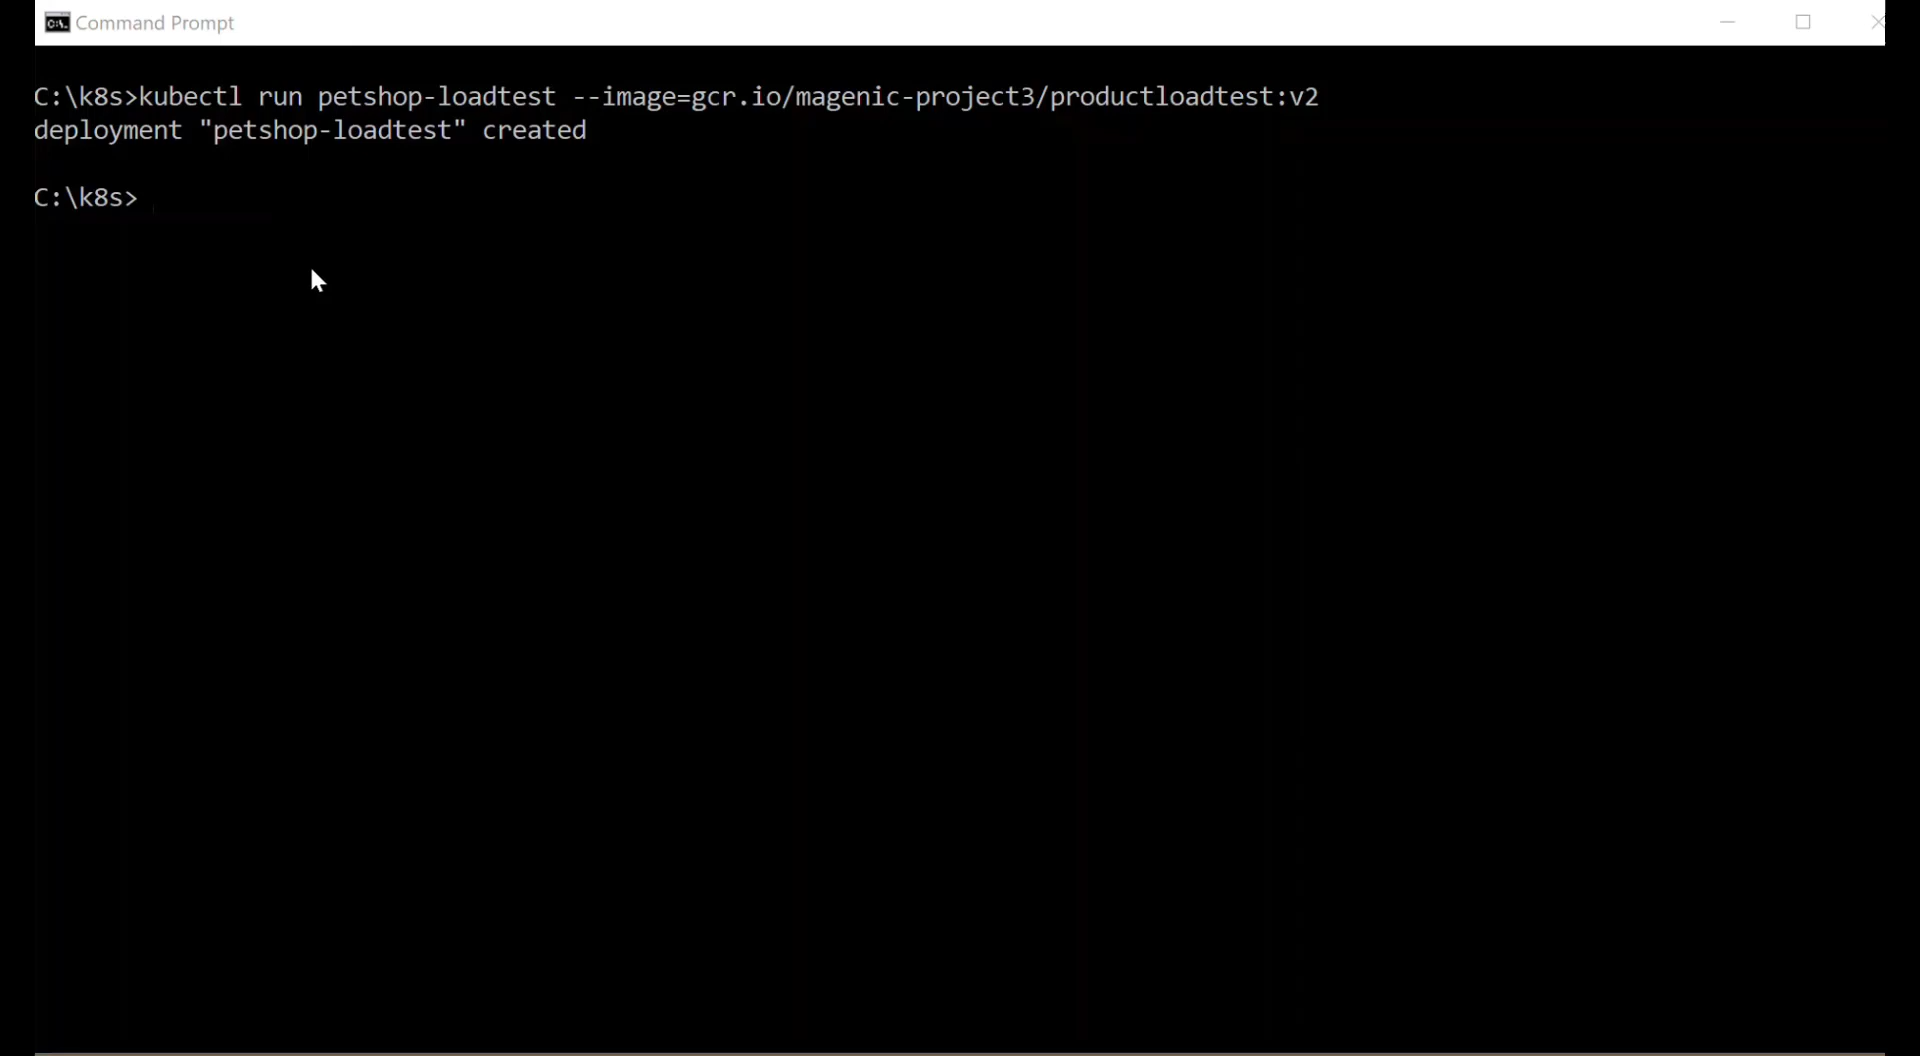 Command Prompt
C:\k8s>kubectl run petshop-loadtest --image=gcr.io/magenic-project3/productloadtest:v2
deployment "petshop-loadtest" created
C:\k8s>